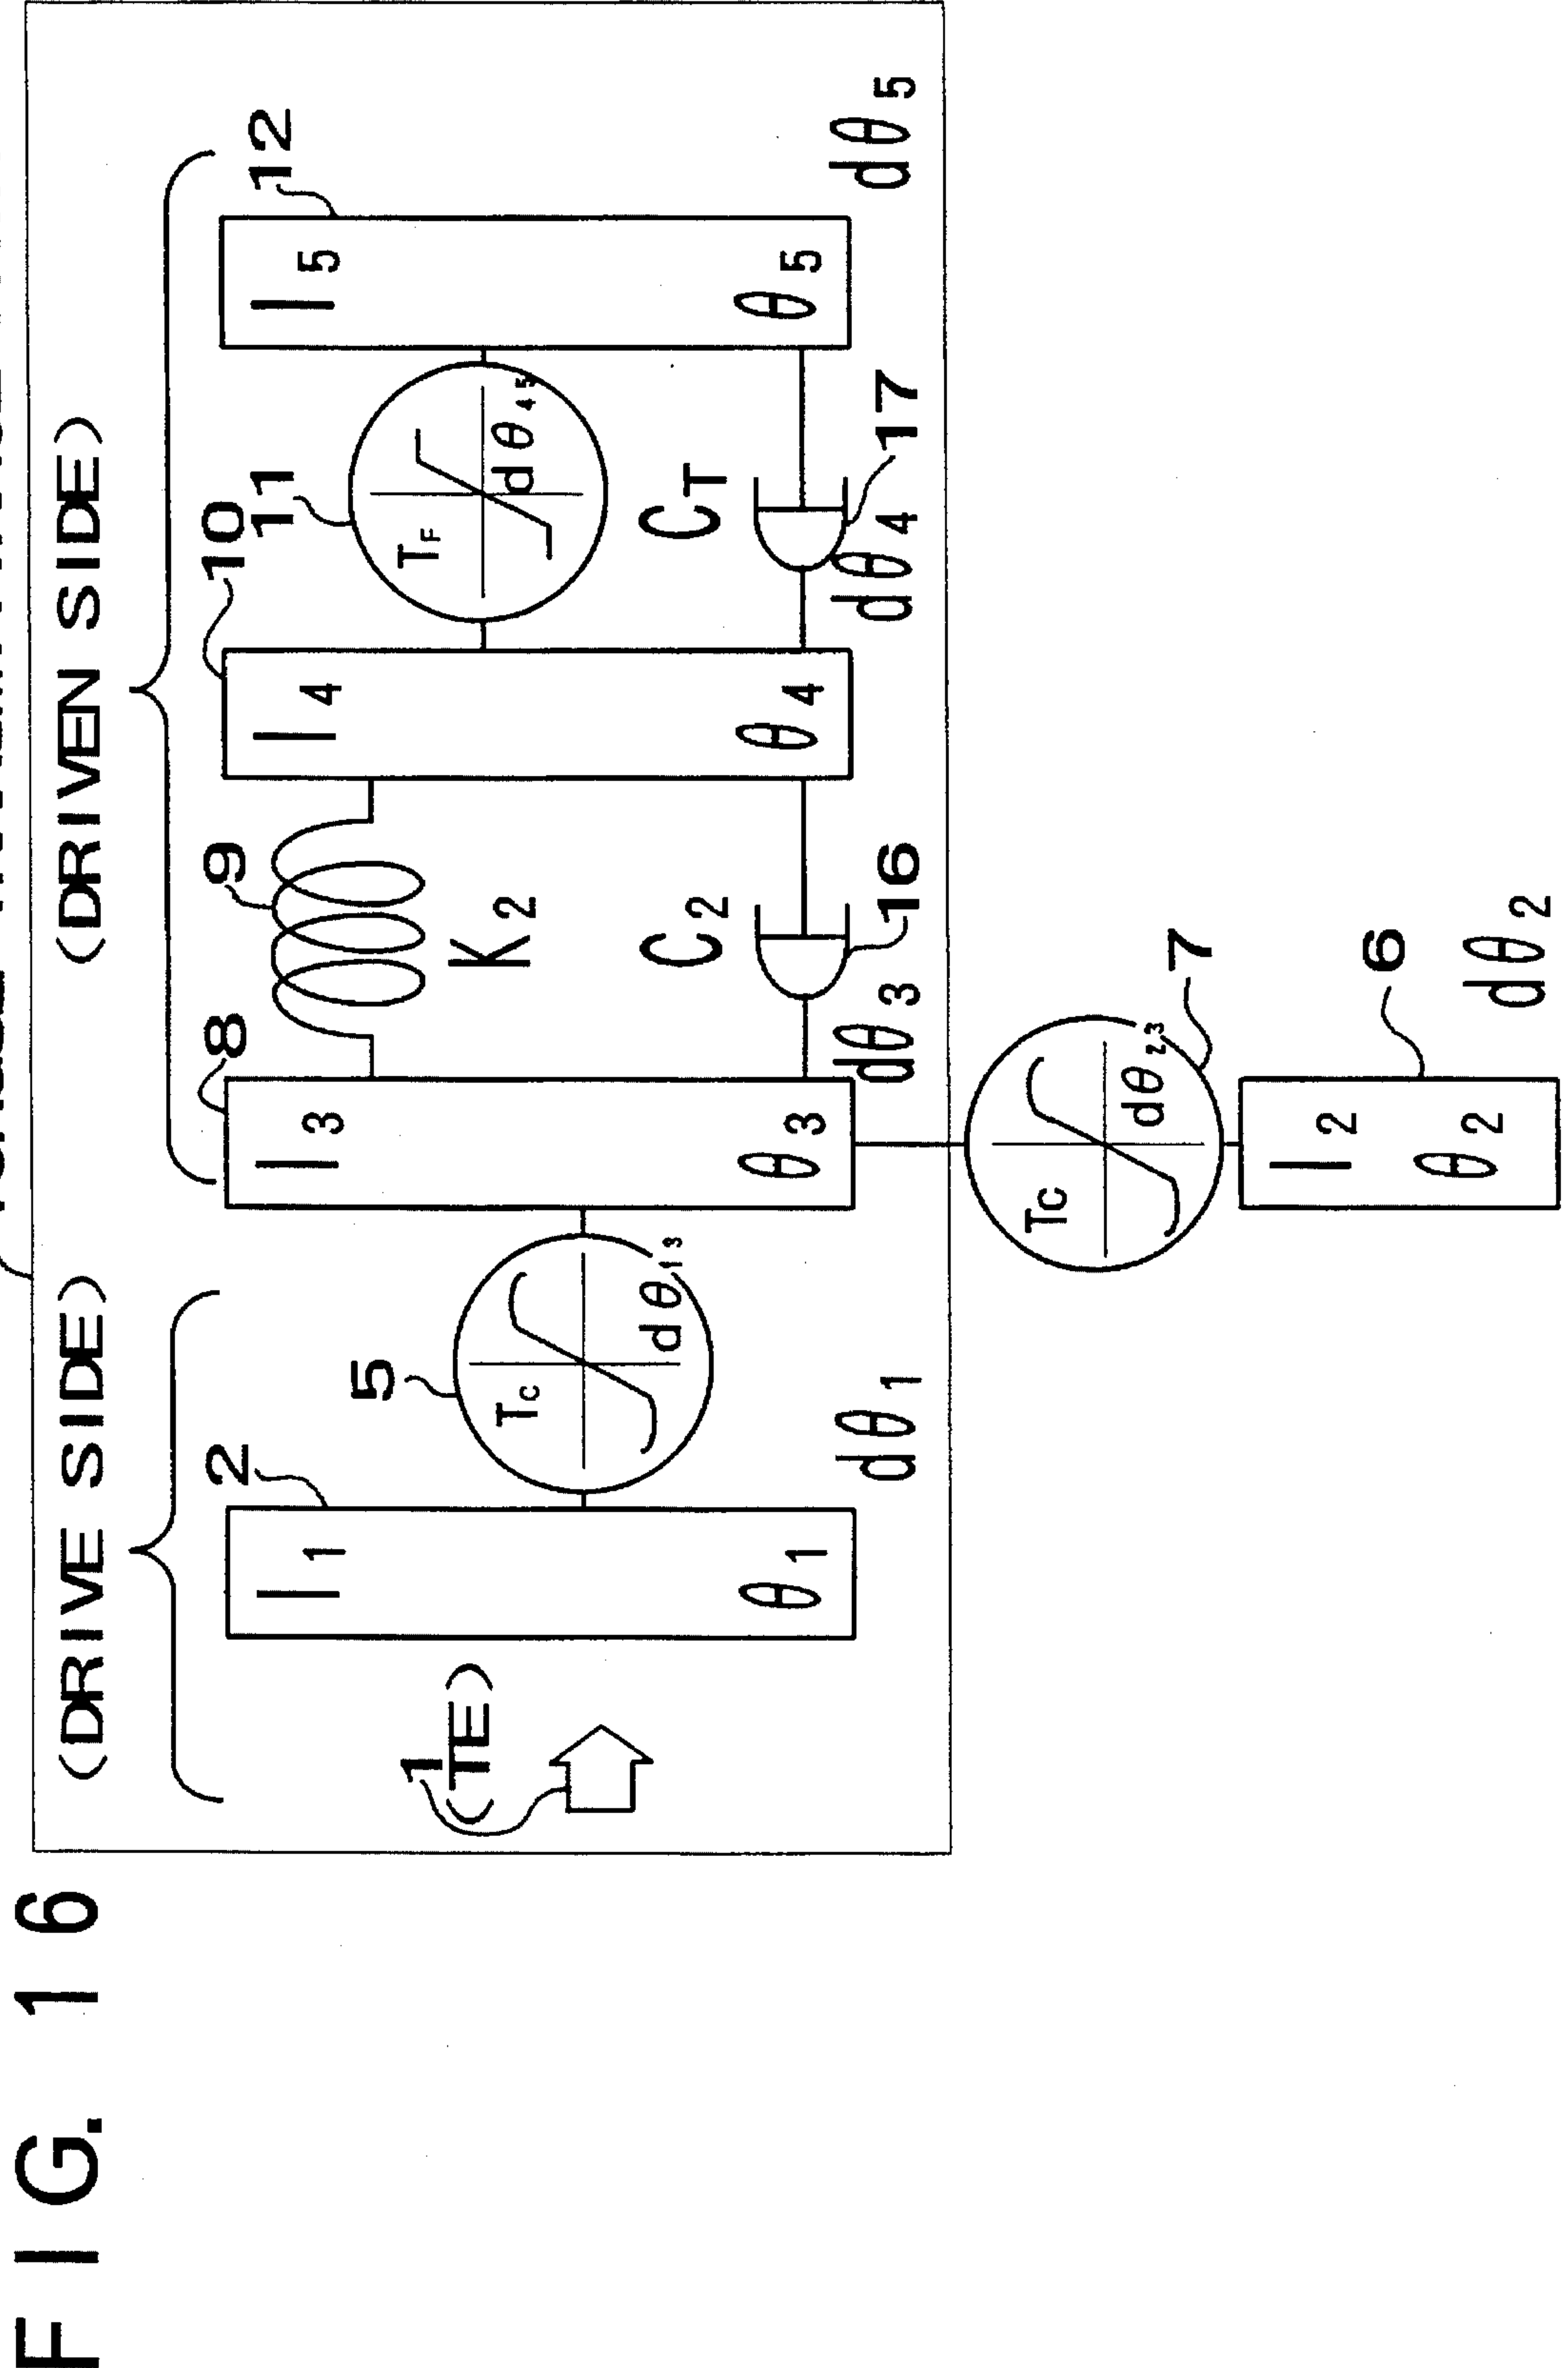 FIG. 16
(DRIVE SIDE)
(DRIVEN SIDE)
1
(TE)
2
I1
θ1
dθ1
5
Tc
dθ13
8
I3
θ3
dθ3
9
K2
C2
16
10
I4
θ4
dθ4
11
TF
dθ45
CT
17
12
I5
θ5
dθ5
7
Tc
dθ2,3
6
I2
θ2
dθ2